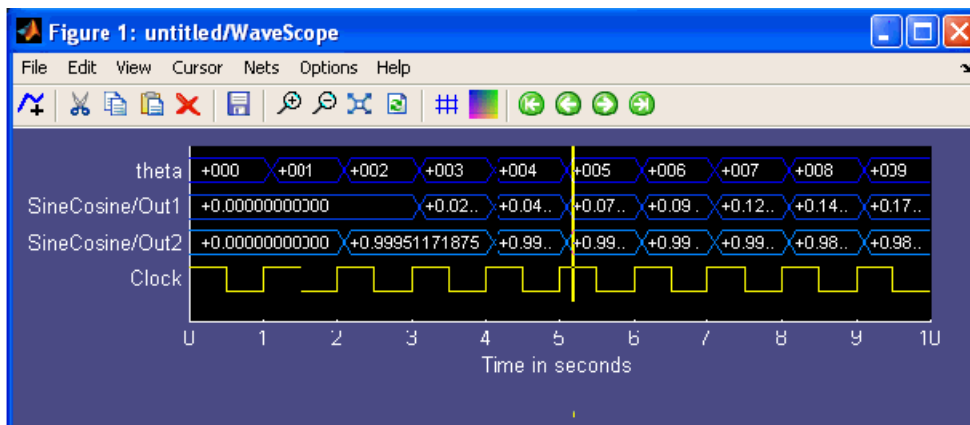 Figure 1: untitled/WaveScope
File Edit View Cursor Nets Options Help
theta +000 +001 +002 +003 +004 +005 +006 +007 +008 +009
SineCosine/Out1 +0.00000000000 +0.02.. +0.04.. +0.07.. +0.09 . +0.12.. +0.14.. +0.17..
SineCosine/Out2 +0.00000000000 +0.99951171875 +0.99.. +0.99.. +0.99 . +0.99.. +0.98.. +0.98..
Clock
0 1 2 3 4 5 6 7 8 9 10
Time in seconds